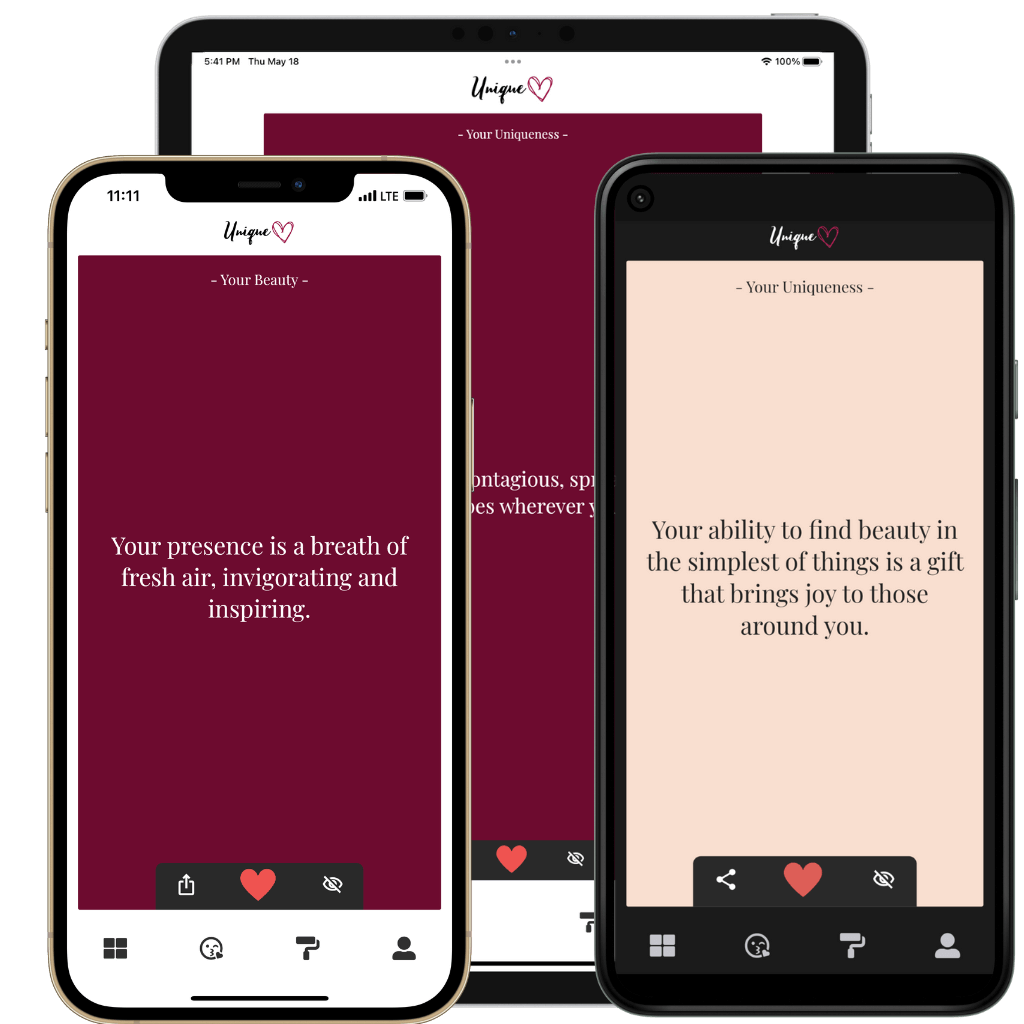 5:41 PM Thu May 18
100%
Unique
- Your Uniqueness -
ontagious, spr
oes wherever y
11:11
LTE
Unique
- Your Beauty -
Your presence is a breath of
fresh air, invigorating and
inspiring.
Unique
- Your Uniqueness -
Your ability to find beauty in
the simplest of things is a gift
that brings joy to those
around you.